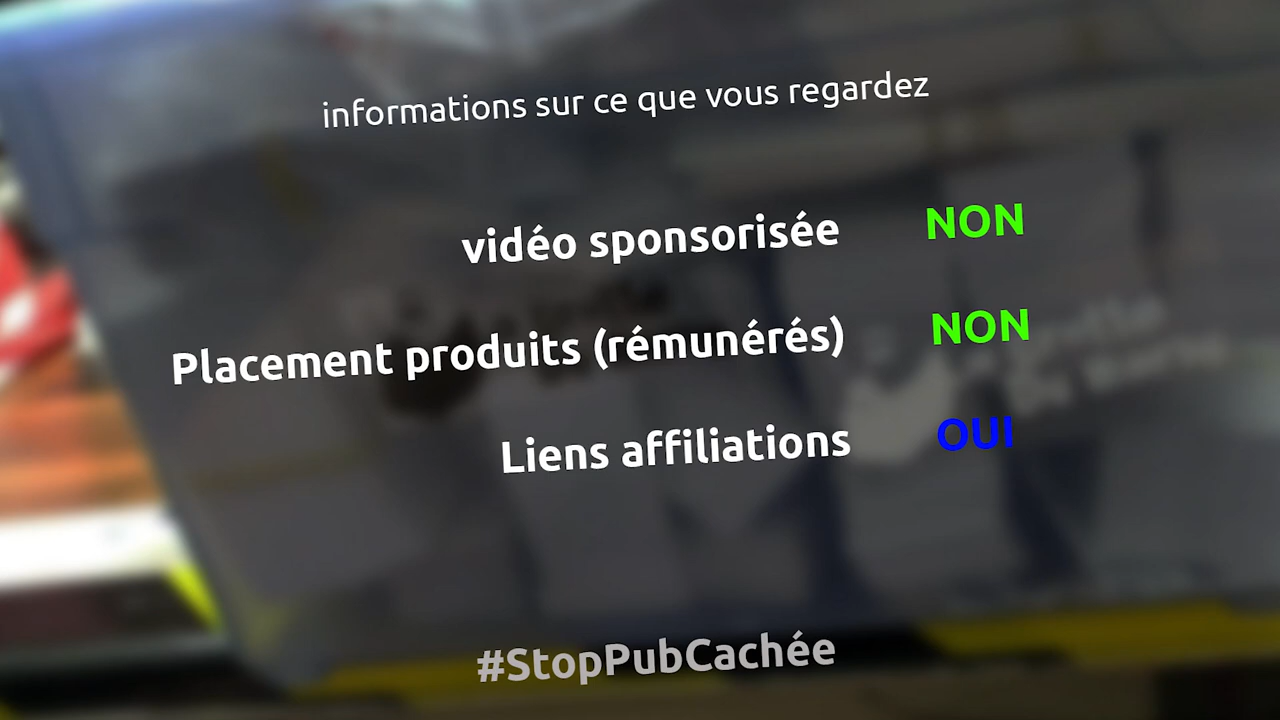 informations sur ce que vous regardez
vidéo sponsorisée NON
Placement produits (rémunérés) NON
Liens affiliations OUI
#StopPubCachée